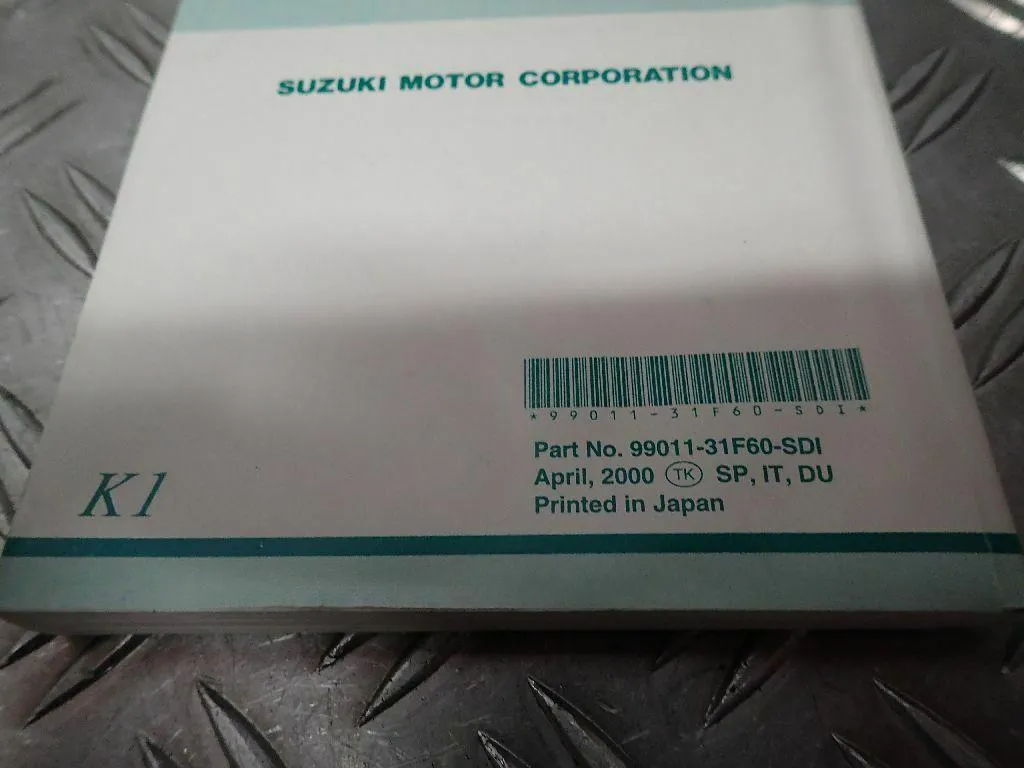 SUZUKI MOTOR CORPORATION
*99011-31F60-SDI*
Part No. 99011-31F60-SDI
April, 2000 TK SP, IT, DU
Printed in Japan
K1